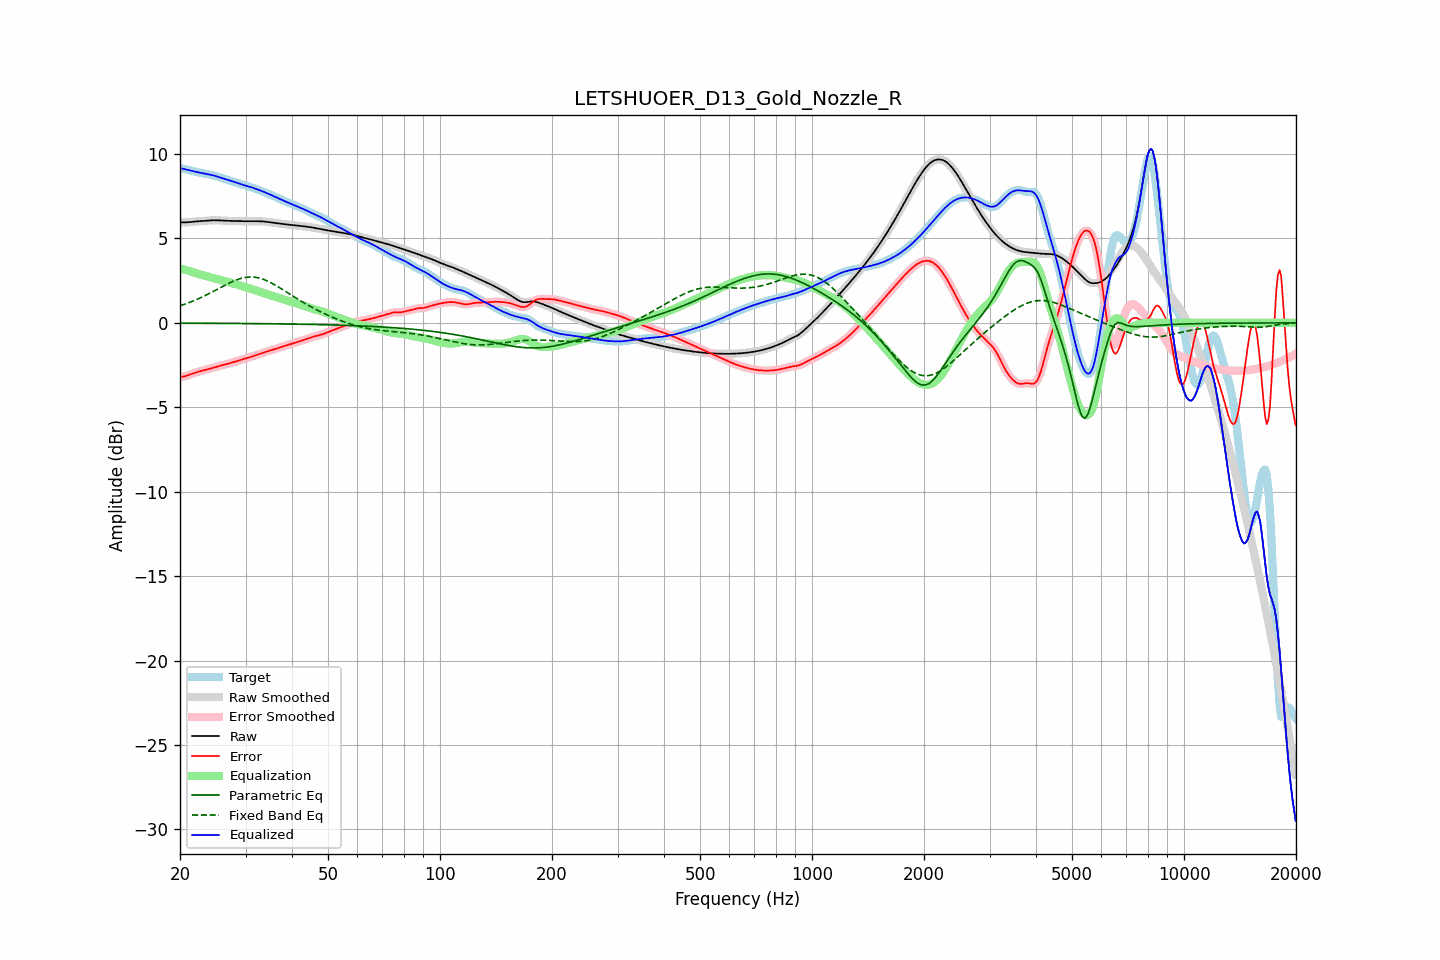 LETSHUOER_D13_Gold_Nozzle_R
10
5
0
−5
−10
−15
−20
−25
−30
Amplitude (dBr)
Target
Raw Smoothed
Error Smoothed
Raw
Error
Equalization
Parametric Eq
Fixed Band Eq
Equalized
20 50 100 200 500 1000 2000 5000 10000 20000
Frequency (Hz)